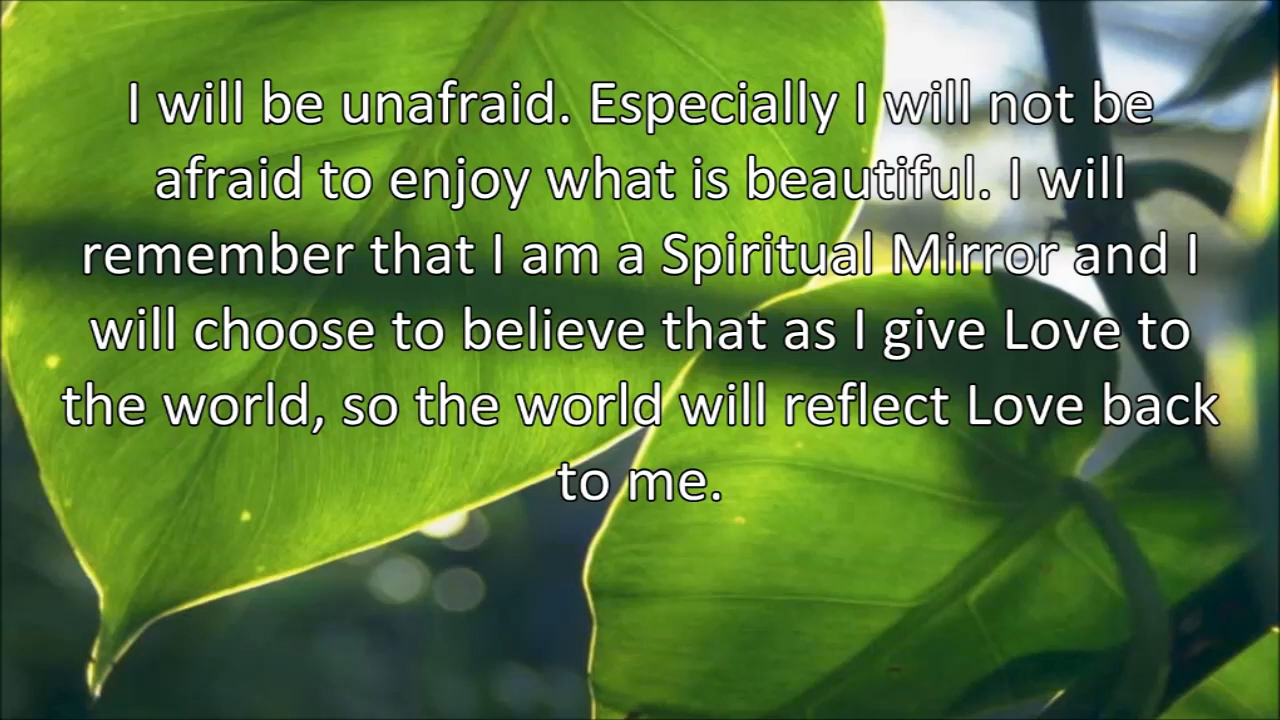 I will be unafraid. Especially I will not be
afraid to enjoy what is beautiful. I will
remember that I am a Spiritual Mirror and I
will choose to believe that as I give Love to
the world, so the world will reflect Love back
to me.